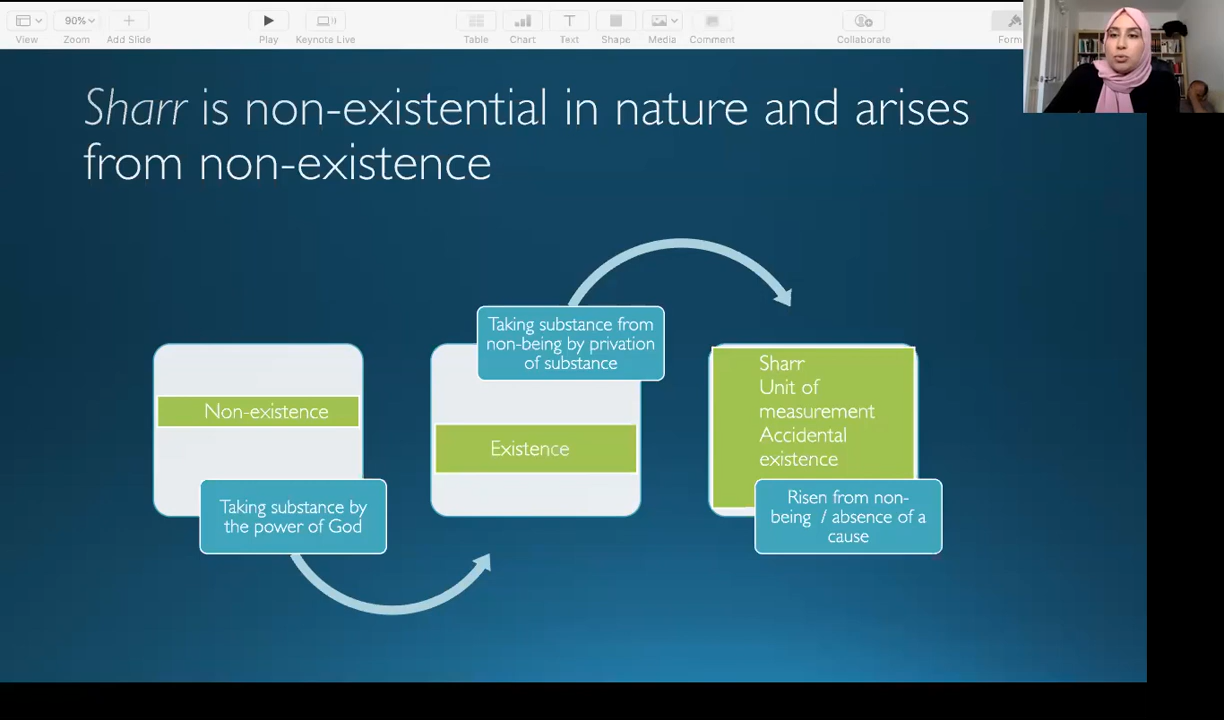 90%
View
Zoom
Add Slide
Play
Keynote Live
Table
Chart
Text
Shape
Media
Comment
Collaborate
Sharr is non-existential in nature and arises
from non-existence
Non-existence
Taking substance by
the power of God
Taking substance from
non-being by privation
of substance
Existence
Sharr
Unit of
measurement
Accidental
existence
Risen from non-
being / absence of a
cause